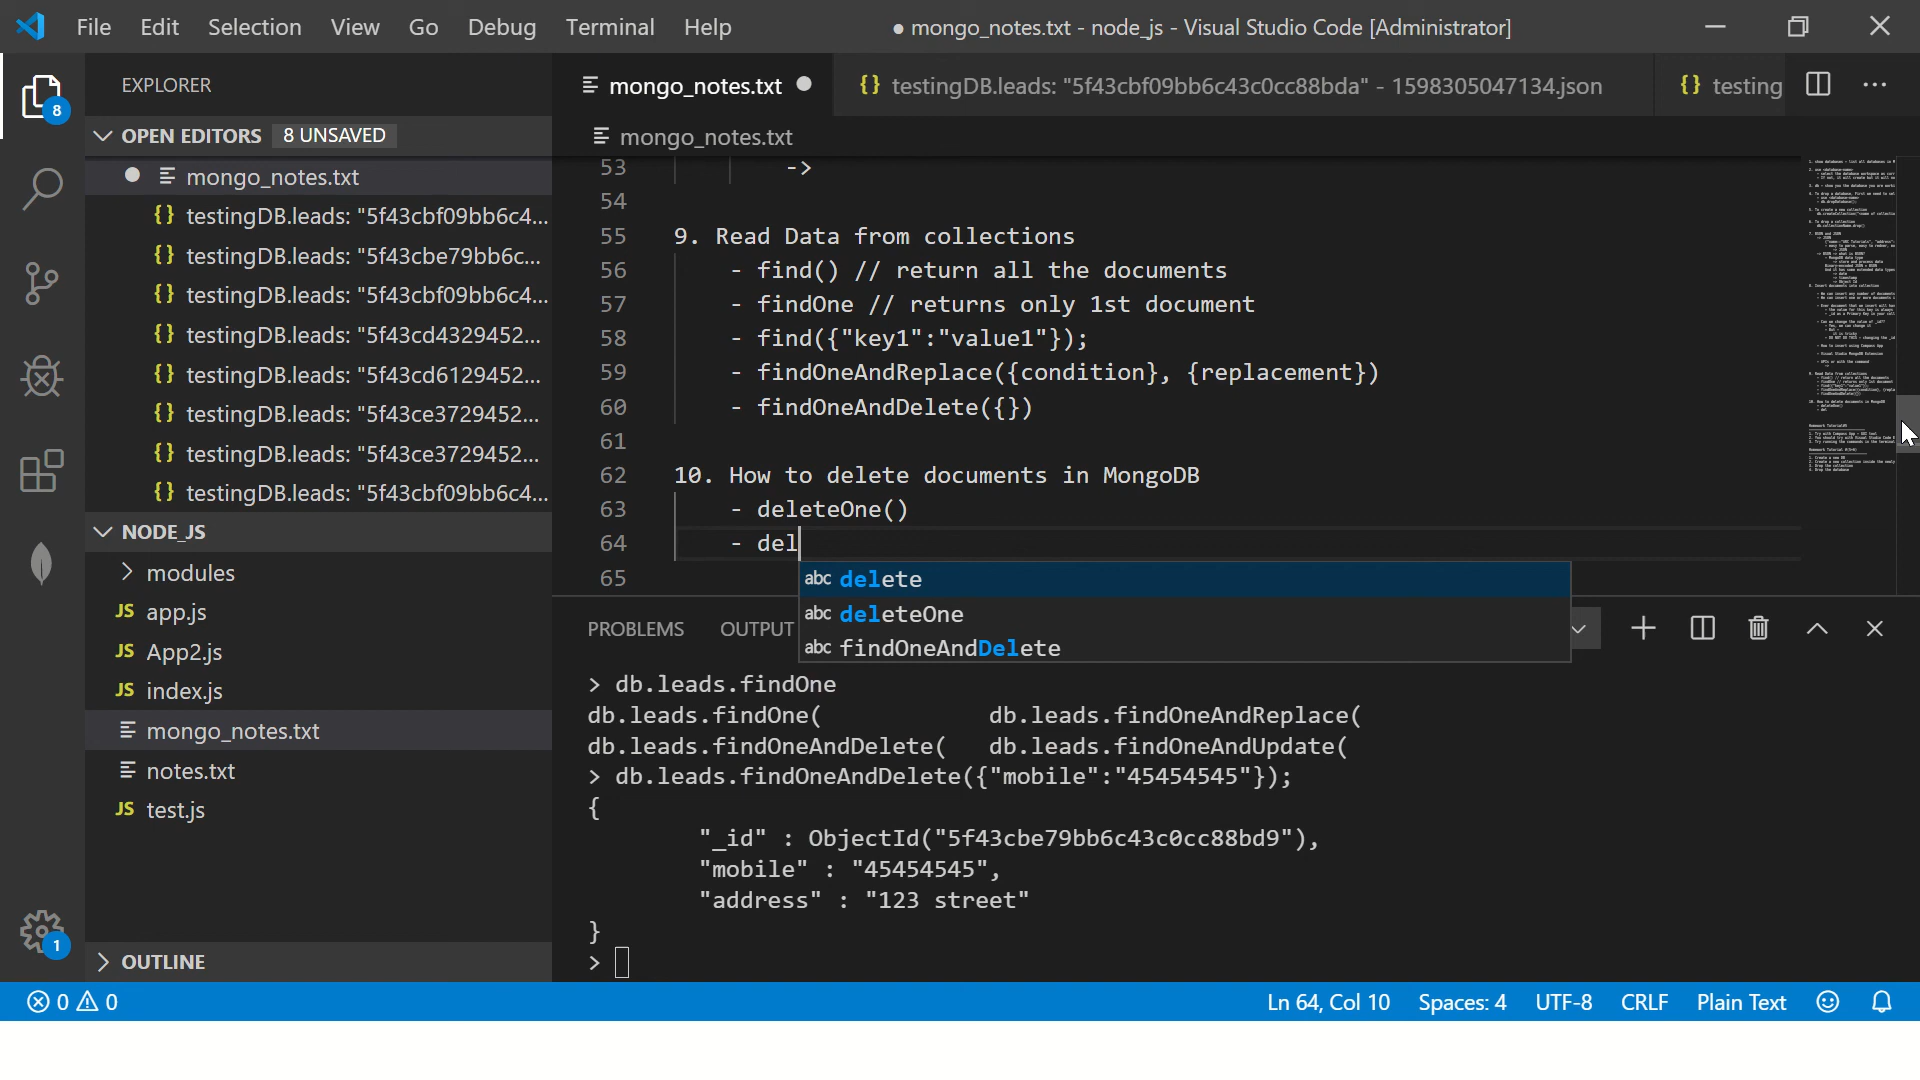 File Edit Selection View Go Debug Terminal Help
● mongo_notes.txt - node_js - Visual Studio Code [Administrator]
8
EXPLORER
OPEN EDITORS 8 UNSAVED
mongo_notes.txt
{} testingDB.leads: "5f43cbf09bb6c4...
{} testingDB.leads: "5f43cbe79bb6c...
{} testingDB.leads: "5f43cbf09bb6c4...
{} testingDB.leads: "5f43cd4329452...
{} testingDB.leads: "5f43cd6129452...
{} testingDB.leads: "5f43ce3729452...
{} testingDB.leads: "5f43ce3729452...
{} testingDB.leads: "5f43cbf09bb6c4...
NODE_JS
modules
JS app.js
JS App2.js
JS index.js
mongo_notes.txt
notes.txt
JS test.js
1
OUTLINE
mongo_notes.txt
{} testingDB.leads: "5f43cbf09bb6c43c0cc88bda" - 1598305047134.json
{} testing
...
mongo_notes.txt
53 ->
54
55 9. Read Data from collections
56 - find() // return all the documents
57 - findOne // returns only 1st document
58 - find({"key1":"value1"});
59 - findOneAndReplace({condition}, {replacement})
60 - findOneAndDelete({})
61
62 10. How to delete documents in MongoDB
63 - deleteOne()
64 - del
65
abc delete
abc deleteOne
abc findOneAndDelete
PROBLEMS OUTPUT
> db.leads.findOne
db.leads.findOne( db.leads.findOneAndReplace(
db.leads.findOneAndDelete( db.leads.findOneAndUpdate(
> db.leads.findOneAndDelete({"mobile":"45454545"});
{
"_id" : ObjectId("5f43cbe79bb6c43c0cc88bd9"),
"mobile" : "45454545",
"address" : "123 street"
}
>
0 0
Ln 64, Col 10 Spaces: 4 UTF-8 CRLF Plain Text